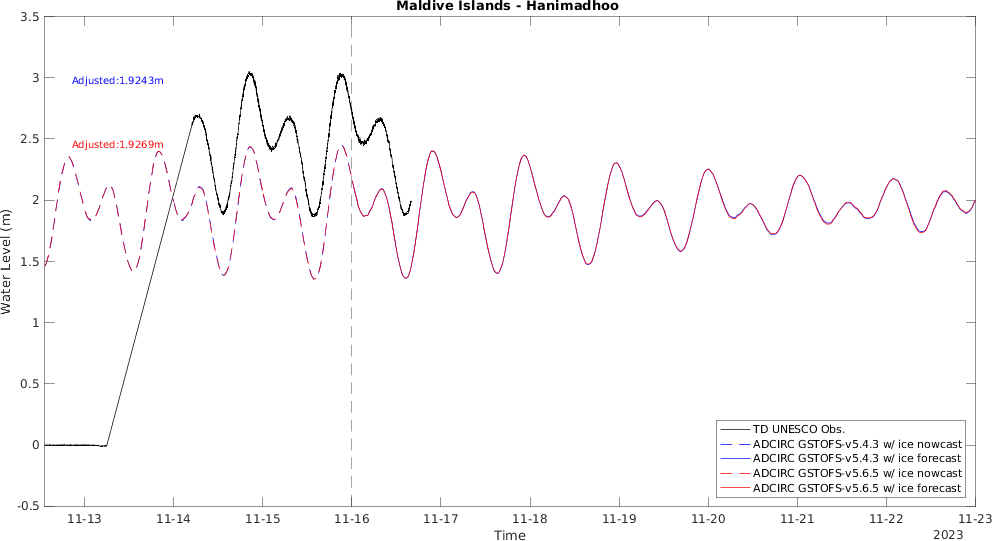 Maldive Islands - Hanimadhoo
3.5
3
2.5
2
1.5
1
0.5
0
-0.5
Water Level (m)
Adjusted:1.9243m
Adjusted:1.9269m
TD UNESCO Obs.
ADCIRC GSTOFS-v5.4.3 w/ ice nowcast
ADCIRC GSTOFS-v5.4.3 w/ ice forecast
ADCIRC GSTOFS-v5.6.5 w/ ice nowcast
ADCIRC GSTOFS-v5.6.5 w/ ice forecast
11-13 11-14 11-15 11-16 11-17 11-18 11-19 11-20 11-21 11-22 11-23
Time
2023